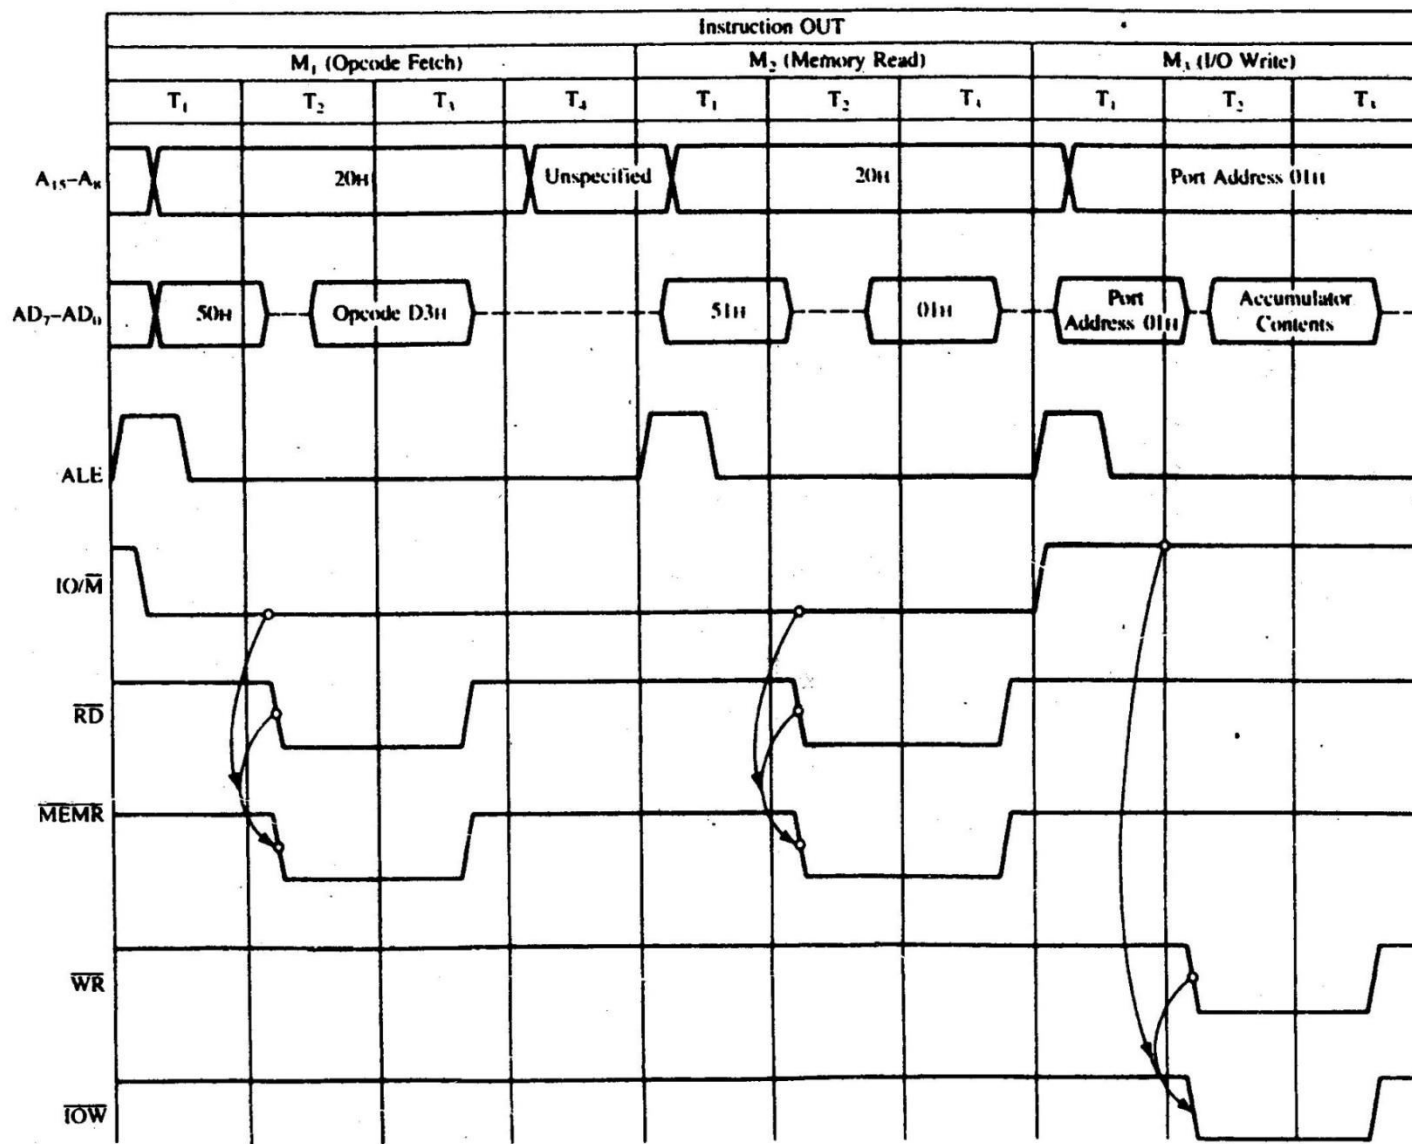 Instruction OUT
M₁ (Opcode Fetch) M₂ (Memory Read) M₃ (I/O Write)
T₁ T₂ T₃ T₄ T₁ T₂ T₃ T₁ T₂ T₃
A₁₅–A₈ 20H Unspecified 20H Port Address 01H
AD₇–AD₀ 50H Opcode D3H 51H 01H Port Address 01H Accumulator Contents
ALE
IO/M̅
R̅D̅
M̅E̅M̅R̅
W̅R̅
I̅O̅W̅